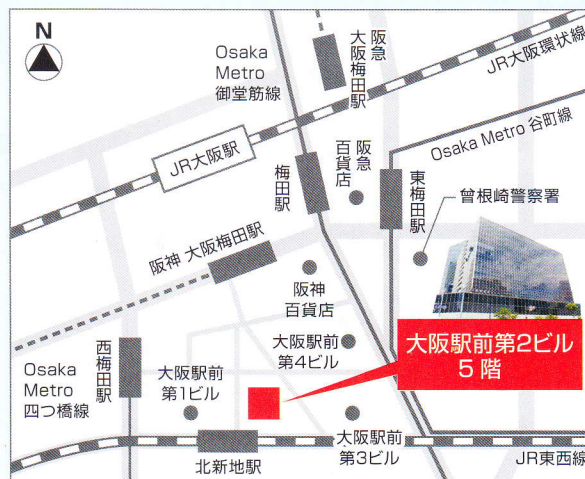 N
Osaka
Metro
御堂筋線
阪急
大阪梅田駅
JR大阪環状線
JR大阪駅
梅田駅
阪急
百貨店
東梅田駅
Osaka Metro 谷町線
曾根崎警察署
阪神 大阪梅田駅
阪神
百貨店
大阪駅前
第4ビル
大阪駅前第2ビル
5階
Osaka
Metro
四つ橋線
西梅田駅
大阪駅前
第1ビル
大阪駅前
第3ビル
北新地駅
JR東西線